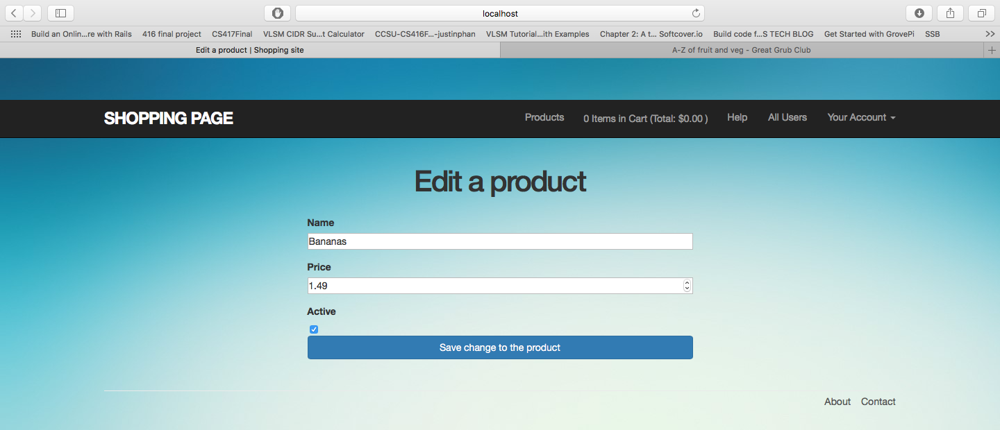 localhost
Build an Onlin...re with Rails 416 final project CS417Final VLSM CIDR Su...t Calculator CCSU-CS416F...-justinphan VLSM Tutorial...ith Examples Chapter 2: A t... Softcover.io Build code f...S TECH BLOG Get Started with GrovePi SSB
Edit a product | Shopping site A-Z of fruit and veg - Great Grub Club
SHOPPING PAGE Products 0 Items in Cart (Total: $0.00 ) Help All Users Your Account
Edit a product
Name
Bananas
Price
1.49
Active
Save change to the product
About Contact